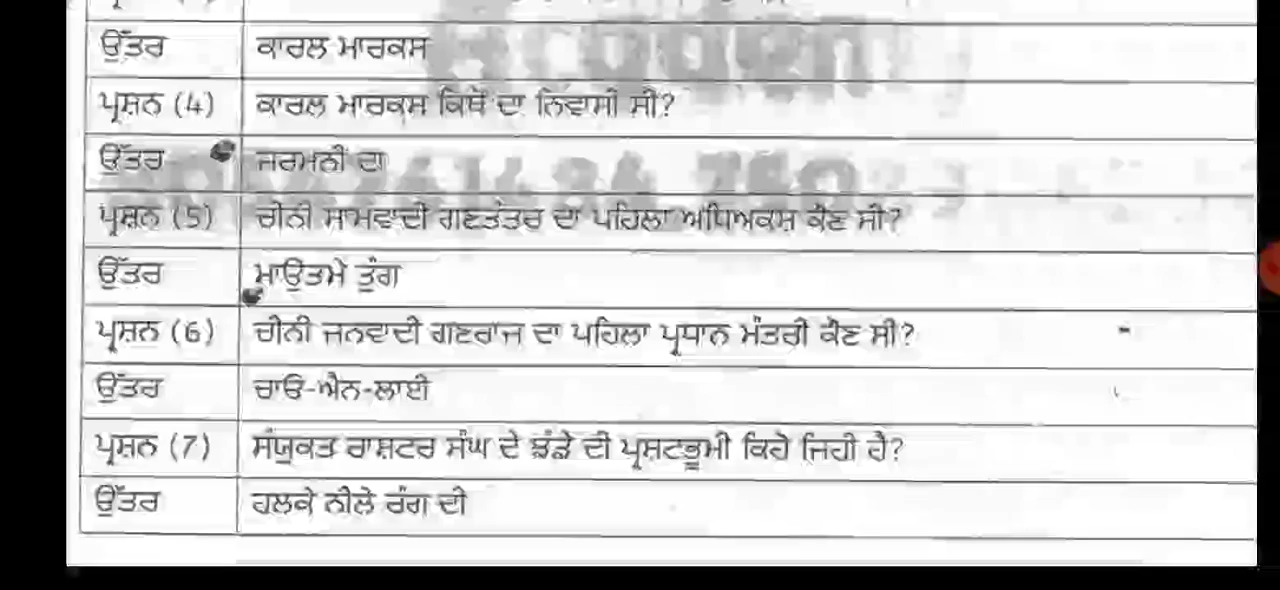 ਉੱਤਰ ਕਾਰਲ ਮਾਰਕਸ
ਪ੍ਰਸ਼ਨ (4) ਕਾਰਲ ਮਾਰਕਸ ਕਿਥੋਂ ਦਾ ਨਿਵਾਸੀ ਸੀ?
ਉੱਤਰ ਜਰਮਨੀ ਦਾ
ਪ੍ਰਸ਼ਨ (5) ਚੀਨੀ ਸਾਮਵਾਦੀ ਗਣਤੰਤਰ ਦਾ ਪਹਿਲਾ ਅਧਿਅਕਸ਼ ਕੌਣ ਸੀ?
ਉੱਤਰ ਮਾਉਤਸੇ ਤੁੰਗ
ਪ੍ਰਸ਼ਨ (6) ਚੀਨੀ ਜਨਵਾਦੀ ਗਣਰਾਜ ਦਾ ਪਹਿਲਾ ਪ੍ਰਧਾਨ ਮੰਤਰੀ ਕੌਣ ਸੀ?
ਉੱਤਰ ਚਾਓ-ਐਨ-ਲਾਈ
ਪ੍ਰਸ਼ਨ (7) ਸੰਯੁਕਤ ਰਾਸ਼ਟਰ ਸੰਘ ਦੇ ਝੰਡੇ ਦੀ ਪ੍ਰਸ਼ਟਭੂਮੀ ਕਿਹੋ ਜਿਹੀ ਹੈ?
ਉੱਤਰ ਹਲਕੇ ਨੀਲੇ ਰੰਗ ਦੀ